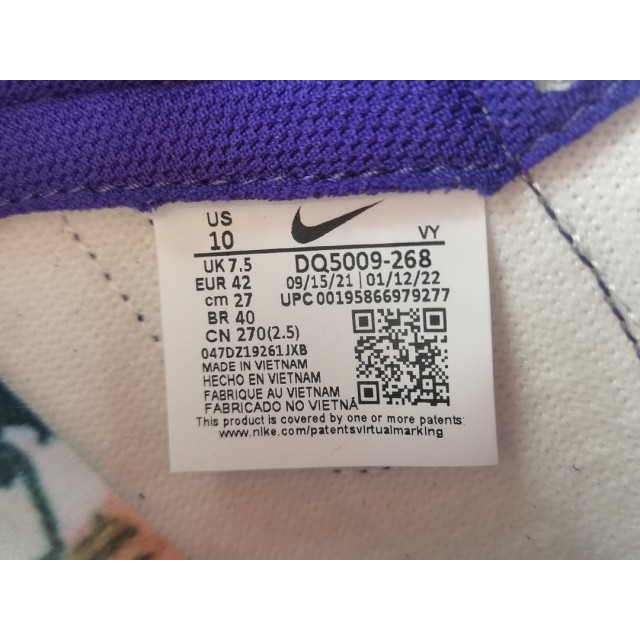 US
10
VY
UK 7.5
DQ5009-268
EUR 42
09/15/21 | 01/12/22
cm 27
UPC 00195866979277
BR 40
CN 270(2.5)
047DZ19261JXB
MADE IN VIETNAM
HECHO EN VIETNAM
FABRIQUE AU VIETNAM
FABRICADO NO VIETNÃ
This product is covered by one or more patents:
www.nike.com/patentsvirtualmarking